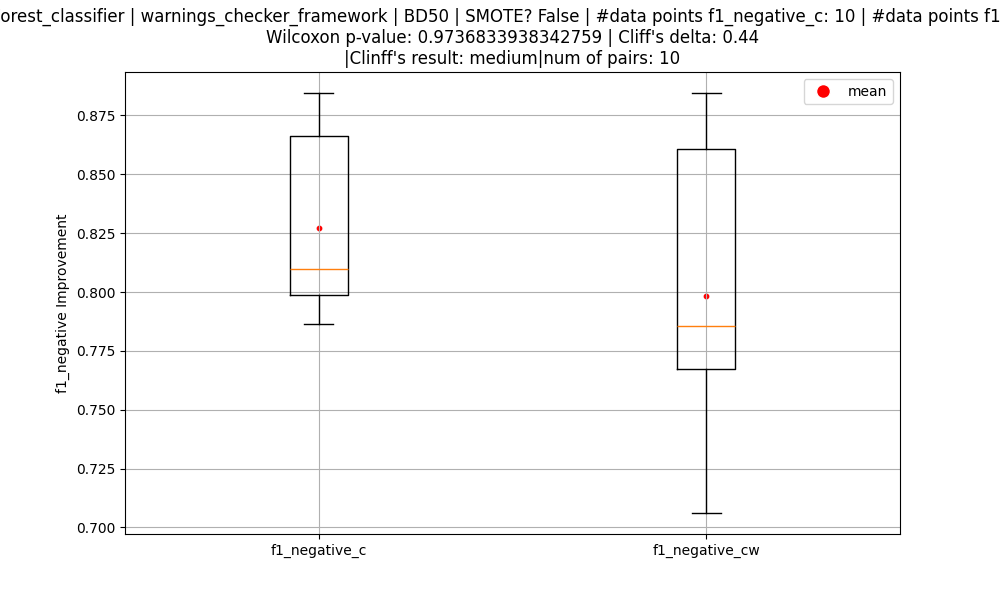 orest_classifier | warnings_checker_framework | BD50 | SMOTE? False | #data points f1_negative_c: 10 | #data points f1
Wilcoxon p-value: 0.9736833938342759 | Cliff's delta: 0.44
|Clinff's result: medium|num of pairs: 10
mean
0.875
0.850
0.825
0.800
0.775
0.750
0.725
0.700
f1_negative Improvement
f1_negative_c
f1_negative_cw